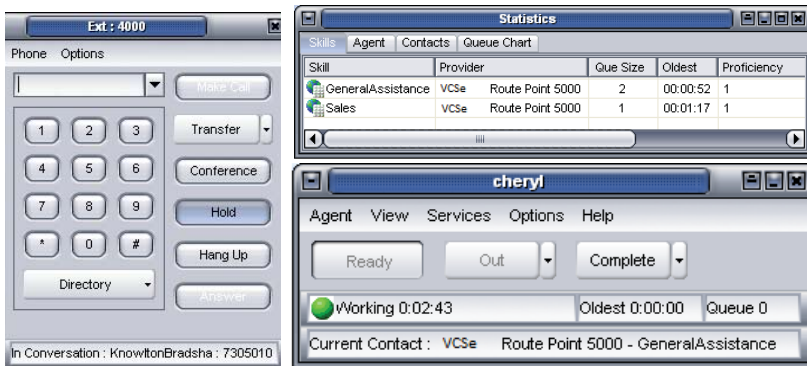 Ext : 4000
Phone Options
Make Call
1 2 3 Transfer
4 5 6 Conference
7 8 9 Hold
* 0 # Hang Up
Directory Answer
In Conversation : KnowltonBradsha : 7305010
Statistics
Skills Agent Contacts Queue Chart
Skill Provider Que Size Oldest Proficiency
GeneralAssistance VCSe Route Point 5000 2 00:00:52 1
Sales VCSe Route Point 5000 1 00:01:17 1
cheryl
Agent View Services Options Help
Ready Out Complete
Working 0:02:43 Oldest 0:00:00 Queue 0
Current Contact : VCSe Route Point 5000 - GeneralAssistance